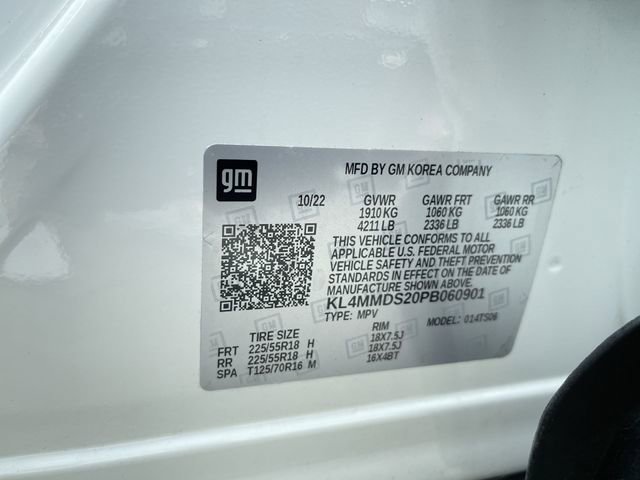 gm
MFD BY GM KOREA COMPANY
10/22 GVWR GAWR FRT GAWR RR
1910 KG 1060 KG 1060 KG
4211 LB 2336 LB 2336 LB
THIS VEHICLE CONFORMS TO ALL
APPLICABLE U.S. FEDERAL MOTOR
VEHICLE SAFETY AND THEFT PREVENTION
STANDARDS IN EFFECT ON THE DATE OF
MANUFACTURE SHOWN ABOVE.
KL4MMDS20PB060901
TYPE: MPV MODEL: 014TS06
TIRE SIZE RIM
FRT 225/55R18 H 18X7.5J
RR 225/55R18 H 18X7.5J
SPA T125/70R16 M 16X4BT